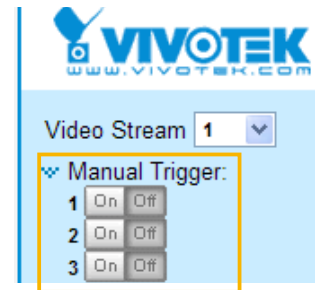 VIVOTEK
www.vivotek.com
Video Stream 1
Manual Trigger:
1 On Off
2 On Off
3 On Off